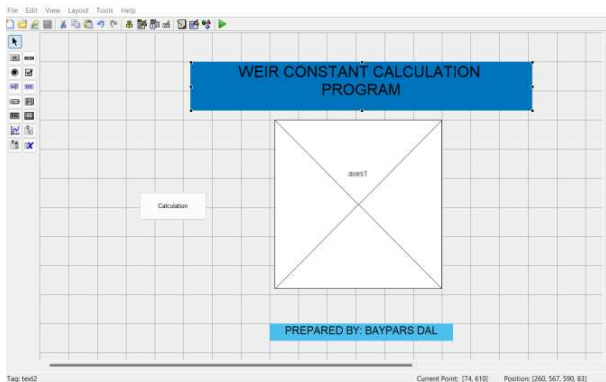 File Edit View Layout Tools Help
WEIR CONSTANT CALCULATION
PROGRAM
axes1
Calculation
PREPARED BY: BAYPARS DAL
Tag: text2 Current Point: [74, 610] Position: [260, 567, 590, 83]